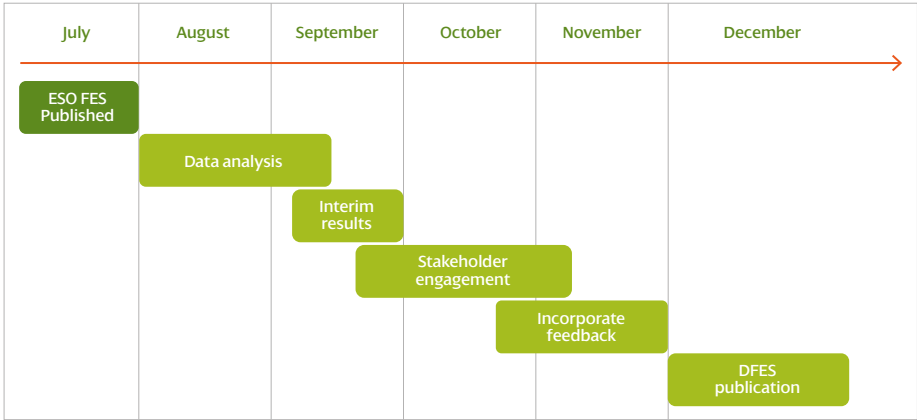 July
August
September
October
November
December
ESO FES
Published
Data analysis
Interim
results
Stakeholder
engagement
Incorporate
feedback
DFES
publication